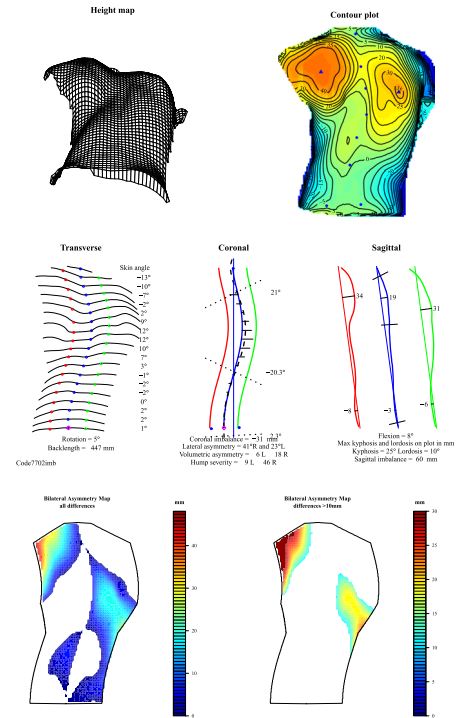 Height map
Contour plot
Transverse
Coronal
Sagittal
Skin angle
−13°
−10°
−7°
−2°
2°
9°
12°
12°
10°
7°
3°
−1°
−2°
−2°
0°
2°
1°
21°
−20.3°
2.3°
34
−8
19
−3
31
−6
Rotation = 5°
Backlength = 447 mm
Coronal imbalance = −31 mm
Lateral asymmetry = 41°R and 23°L
Volumetric asymmetry = 6 L 18 R
Hump severity = 9 L 46 R
Flexion = 8°
Max kyphosis and lordosis on plot in mm
Kyphosis = 25° Lordosis = 10°
Sagittal imbalance = 60 mm
Code7702imb
Bilateral Asymmetry Map
all differences
mm
40
30
20
10
0
Bilateral Asymmetry Map
differences >10mm
mm
30
25
20
15
10
5
0